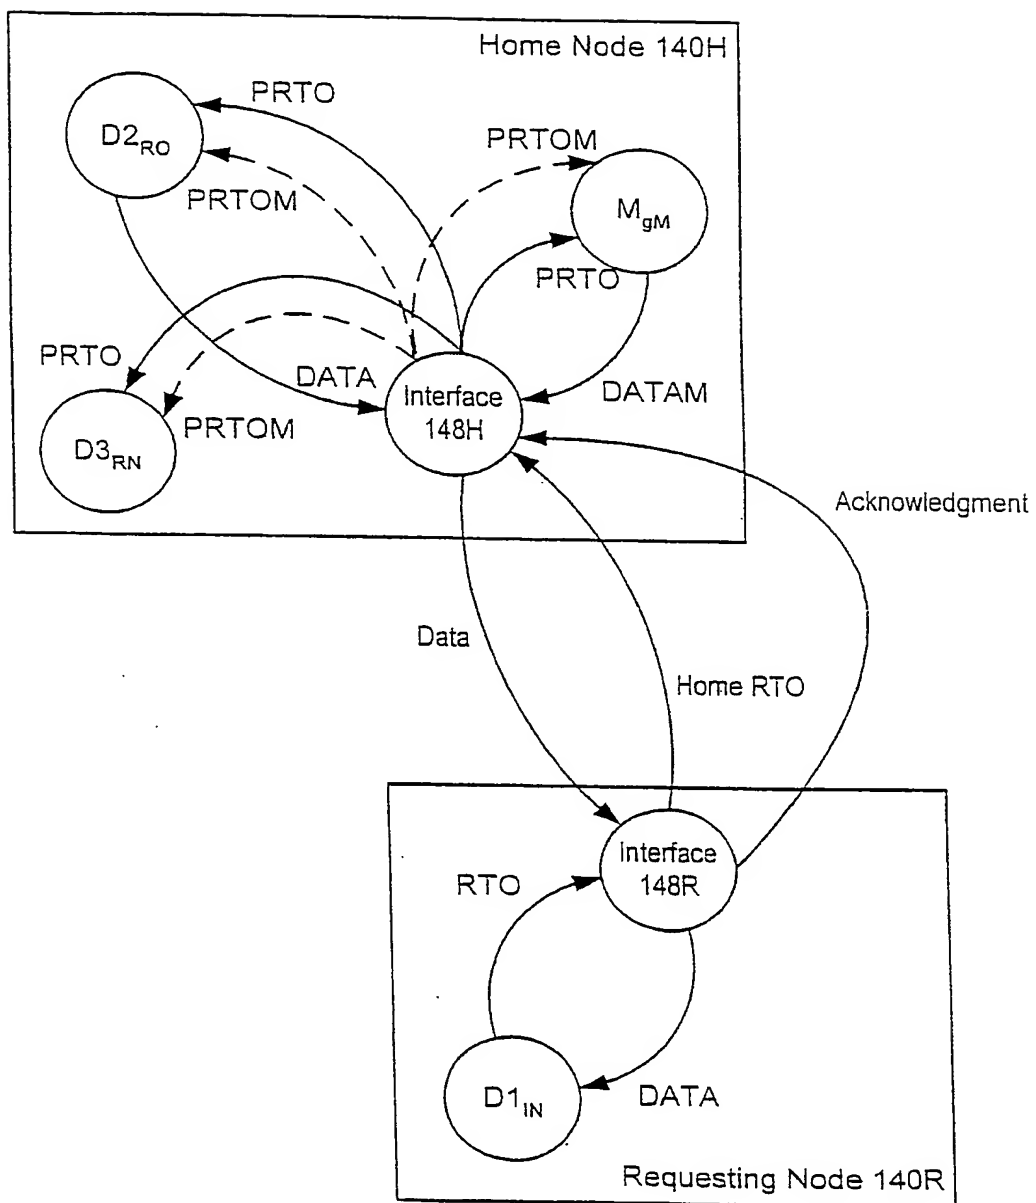 Home Node 140H
PRTO
D2RO
PRTOM
PRTOM
MgM
PRTO
PRTO
DATA
Interface
148H
DATAM
D3RN
PRTOM
Acknowledgment
Data
Home RTO
Interface
148R
RTO
D1IN
DATA
Requesting Node 140R